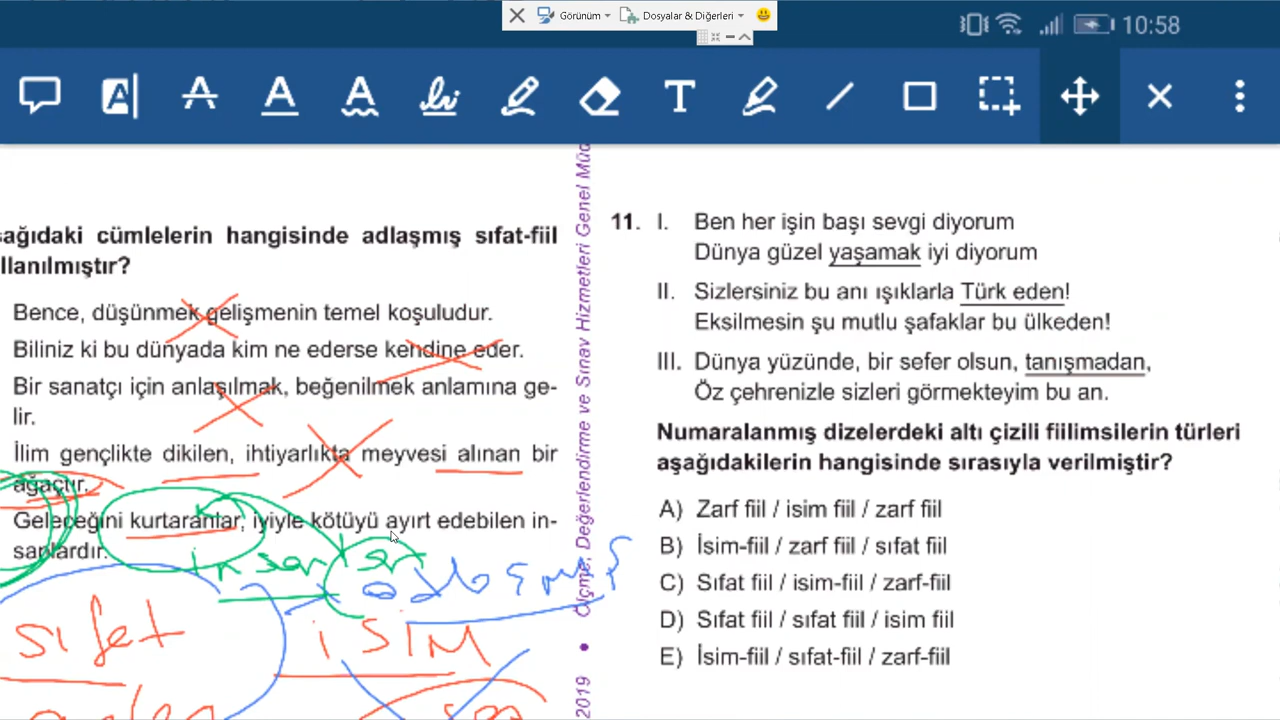 Görünüm
Dosyalar & Diğerleri
10:58
şağıdaki cümlelerin hangisinde adlaşmış sıfat-fiil
llanılmıştır?
Bence, düşünmek gelişmenin temel koşuludur.
Biliniz ki bu dünyada kim ne ederse kendine eder.
Bir sanatçı için anlaşılmak, beğenilmek anlamına ge-
lir.
İlim gençlikte dikilen, ihtiyarlıkta meyvesi alınan bir
ağaçtır.
Geleceğini kurtaranlar, iyiyle kötüyü ayırt edebilen in-
sanlardır.
insanlar
adlaşmış
sıfat
isim
2019 • Ölçme, Değerlendirme ve Sınav Hizmetleri Genel Müd
11. I. Ben her işin başı sevgi diyorum
Dünya güzel yaşamak iyi diyorum
II. Sizlersiniz bu anı ışıklarla Türk eden!
Eksilmesin şu mutlu şafaklar bu ülkeden!
III. Dünya yüzünde, bir sefer olsun, tanışmadan,
Öz çehrenizle sizleri görmekteyim bu an.
Numaralanmış dizelerdeki altı çizili fiilimsilerin türleri
aşağıdakilerin hangisinde sırasıyla verilmiştir?
A) Zarf fiil / isim fiil / zarf fiil
B) İsim-fiil / zarf fiil / sıfat fiil
C) Sıfat fiil / isim-fiil / zarf-fiil
D) Sıfat fiil / sıfat fiil / isim fiil
E) İsim-fiil / sıfat-fiil / zarf-fiil